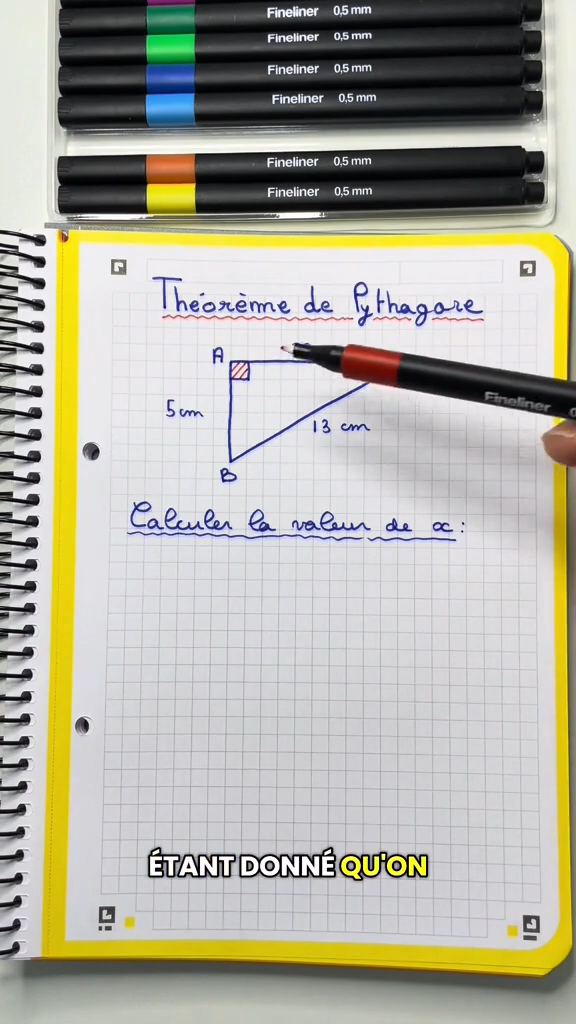 Fineliner 0,5 mm
Fineliner 0,5 mm
Fineliner 0,5 mm
Fineliner 0,5 mm
Fineliner 0,5 mm
Fineliner 0,5 mm
Théorème de Pythagore
A
Fineliner
5 cm
13 cm
B
Calculer la valeur de x :
ÉTANT DONNÉ QU'ON